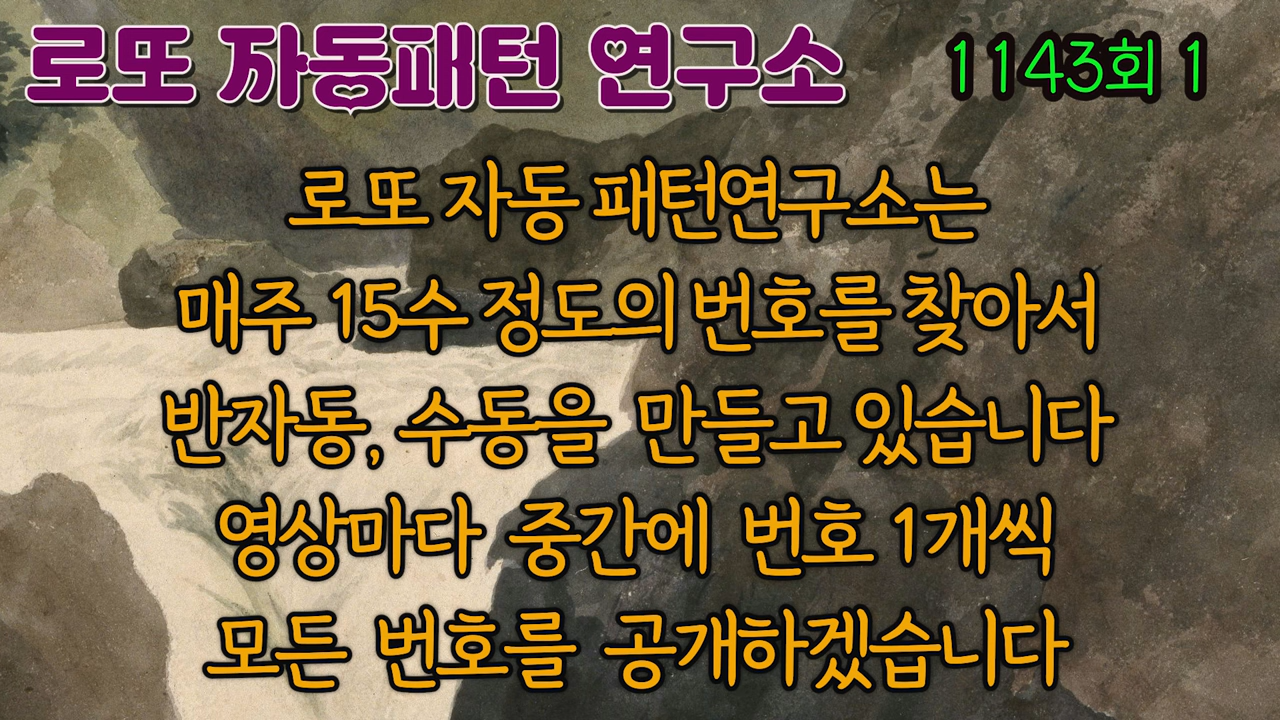 로또 자동패턴 연구소 1143회 1
로또 자동 패턴연구소는
매주 15수 정도의 번호를 찾아서
반자동, 수동을 만들고 있습니다
영상마다 중간에 번호 1개씩
모든 번호를 공개하겠습니다